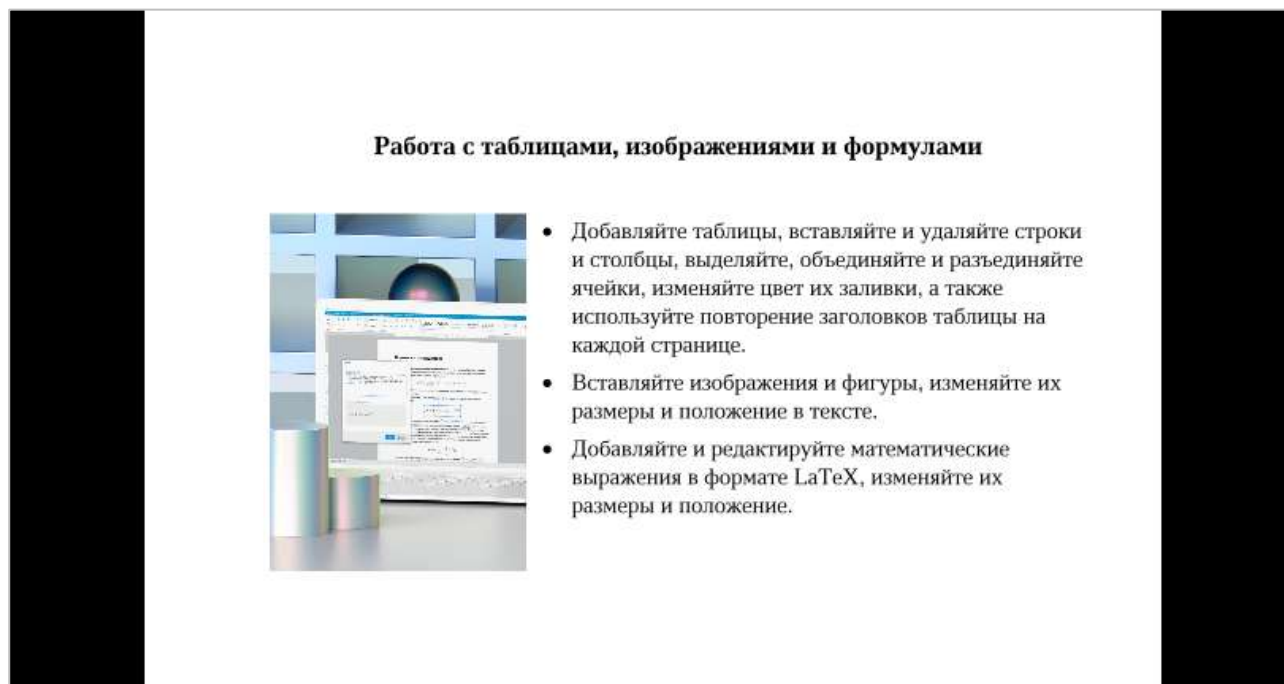 Работа с таблицами, изображениями и формулами
• Добавляйте таблицы, вставляйте и удаляйте строки
и столбцы, выделяйте, объединяйте и разъединяйте
ячейки, изменяйте цвет их заливки, а также
используйте повторение заголовков таблицы на
каждой странице.
• Вставляйте изображения и фигуры, изменяйте их
размеры и положение в тексте.
• Добавляйте и редактируйте математические
выражения в формате LaTeX, изменяйте их
размеры и положение.